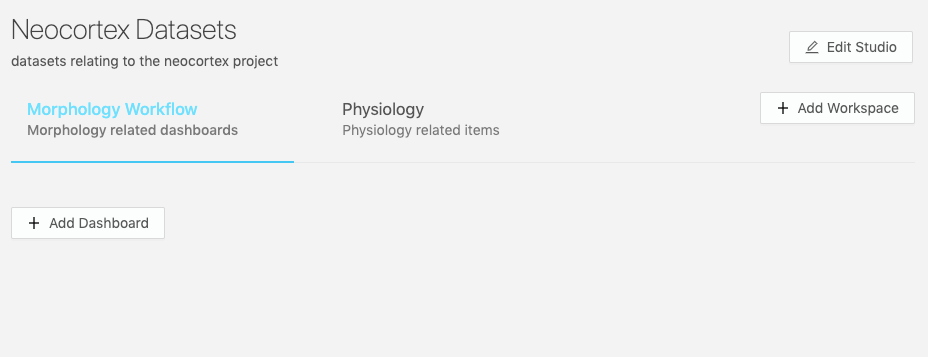 Neocortex Datasets
datasets relating to the neocortex project
Edit Studio
Morphology Workflow
Morphology related dashboards
Physiology
Physiology related items
Add Workspace
Add Dashboard